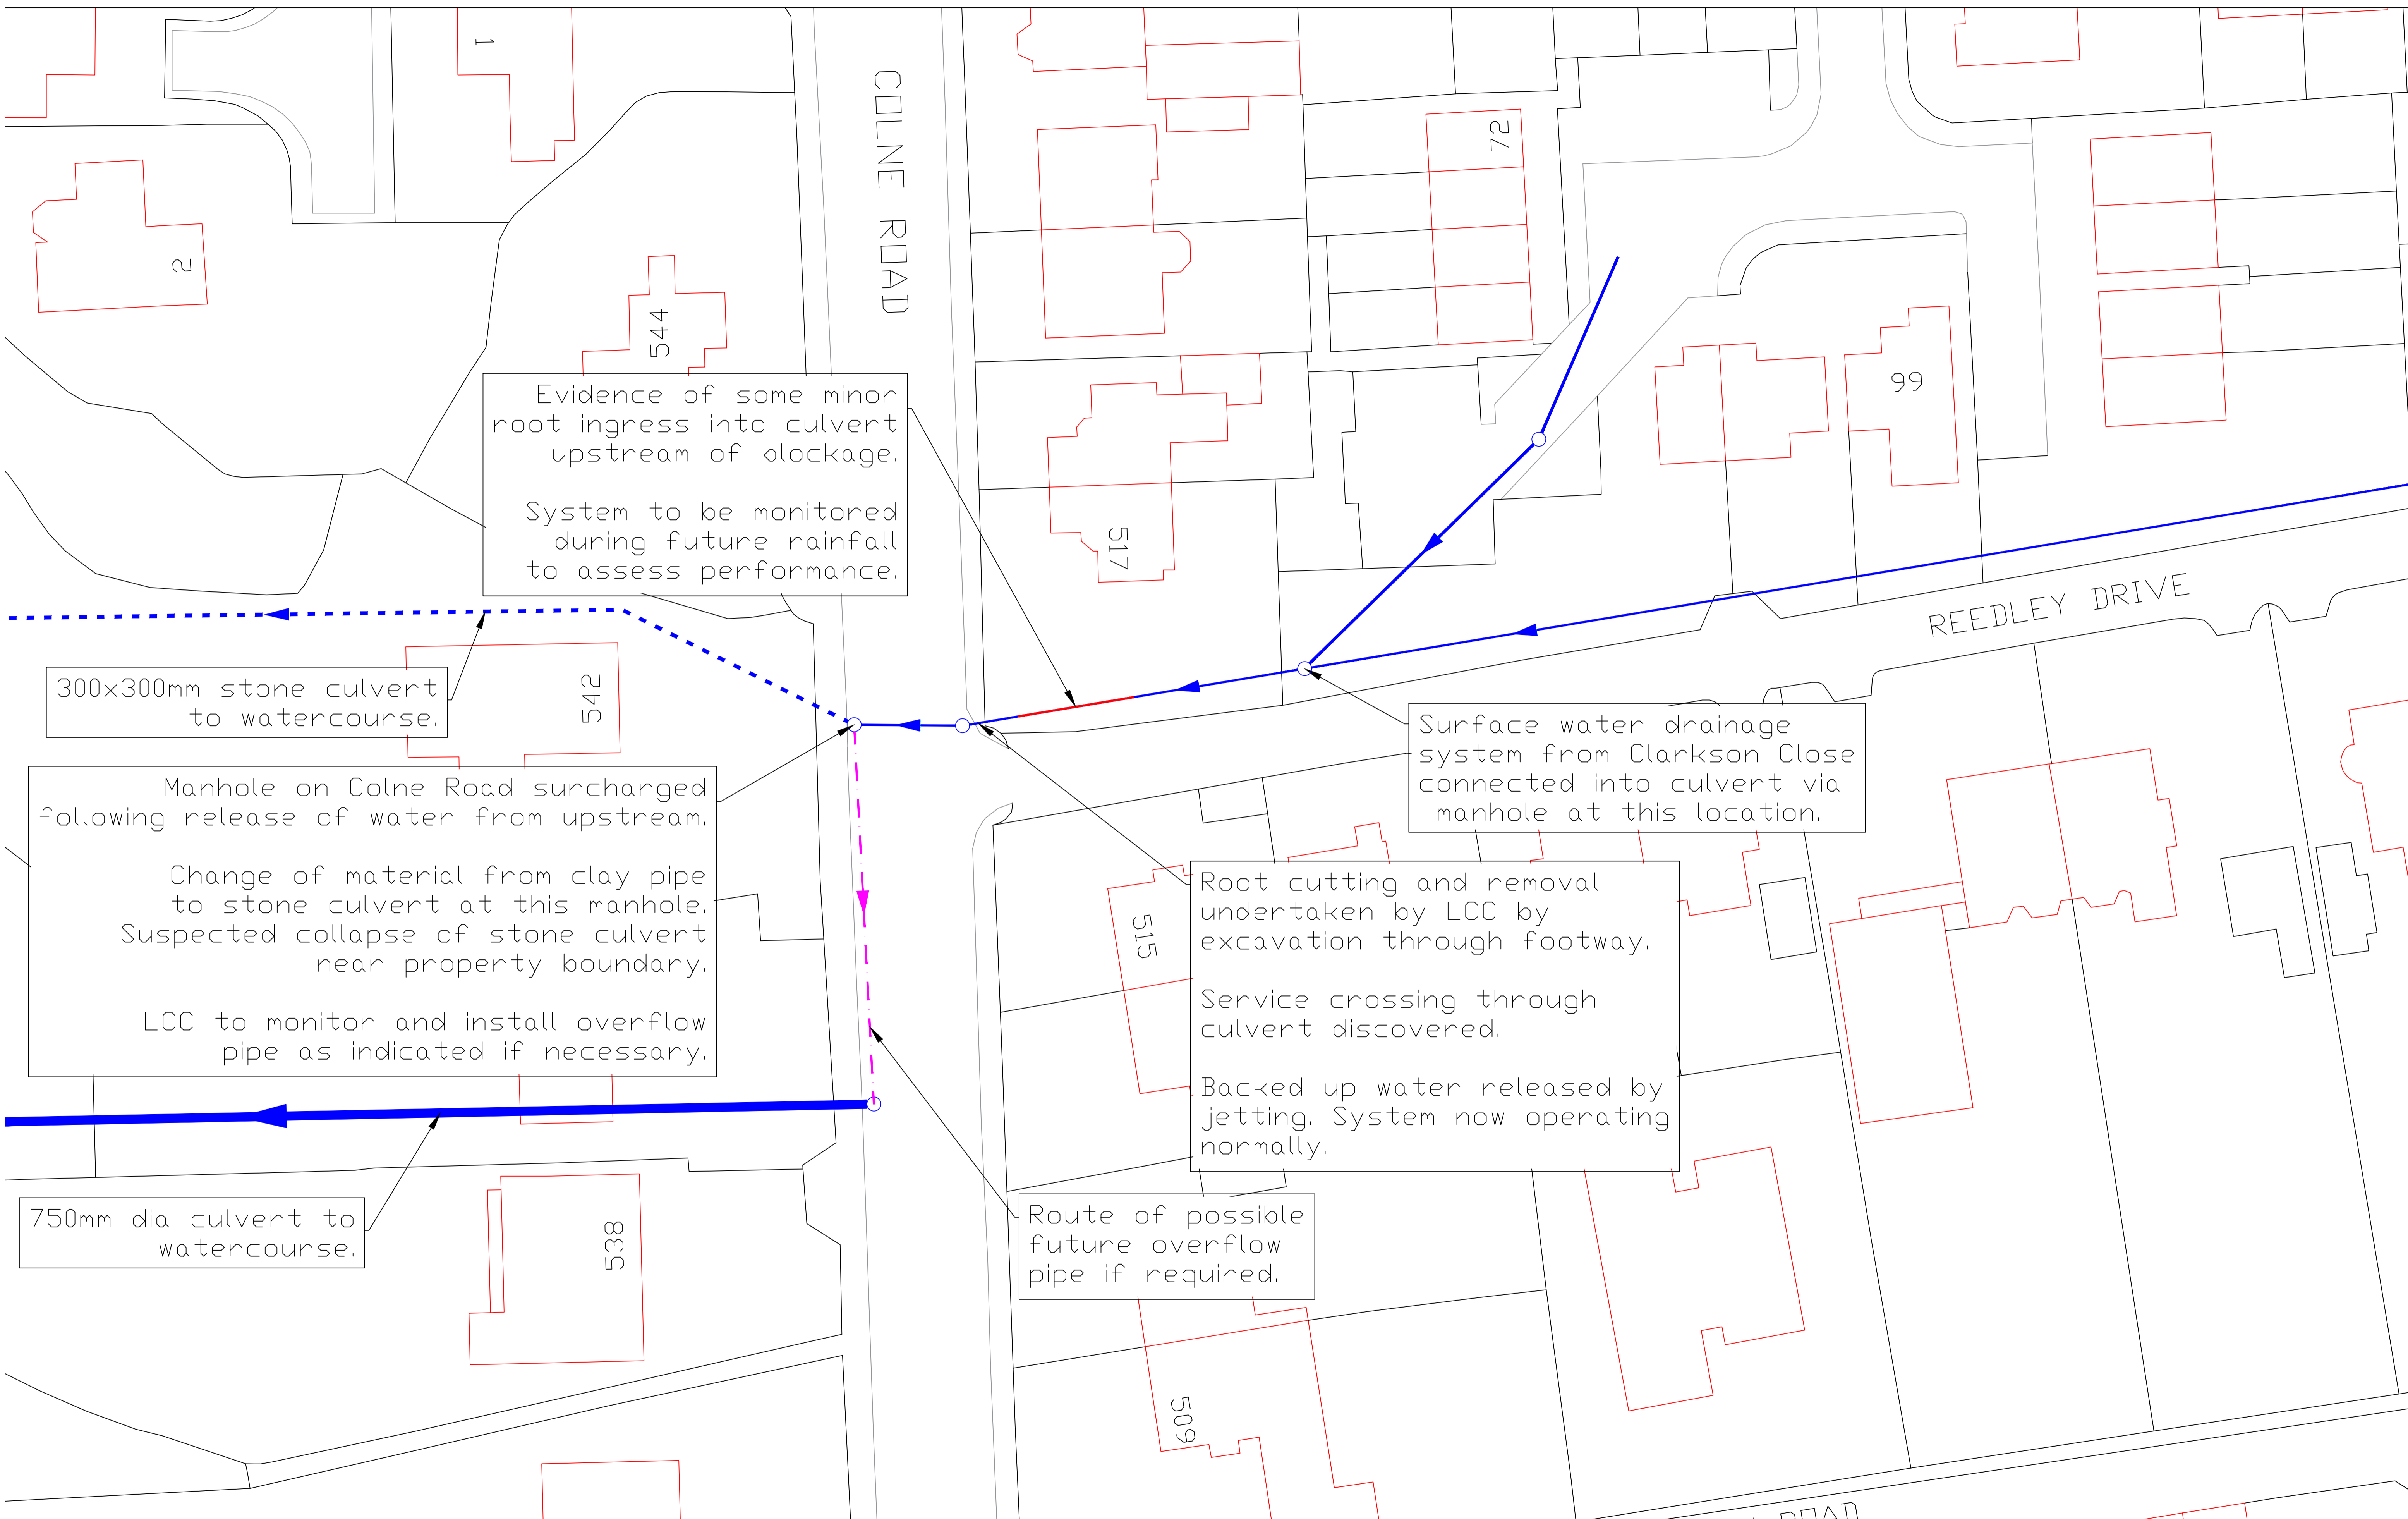 1
COLNE ROAD
72
2
544
99
Evidence of some minor
root ingress into culvert
upstream of blockage.
System to be monitored
during future rainfall
to assess performance.
517
REEDLEY DRIVE
300x300mm stone culvert
to watercourse.
542
Surface water drainage
system from Clarkson Close
connected into culvert via
manhole at this location.
Manhole on Colne Road surcharged
following release of water from upstream.
Change of material from clay pipe
to stone culvert at this manhole.
Suspected collapse of stone culvert
near property boundary.
LCC to monitor and install overflow
pipe as indicated if necessary.
515
Root cutting and removal
undertaken by LCC by
excavation through footway.
Service crossing through
culvert discovered.
Backed up water released by
jetting. System now operating
normally.
750mm dia culvert to
watercourse.
538
Route of possible
future overflow
pipe if required.
509
ROAD